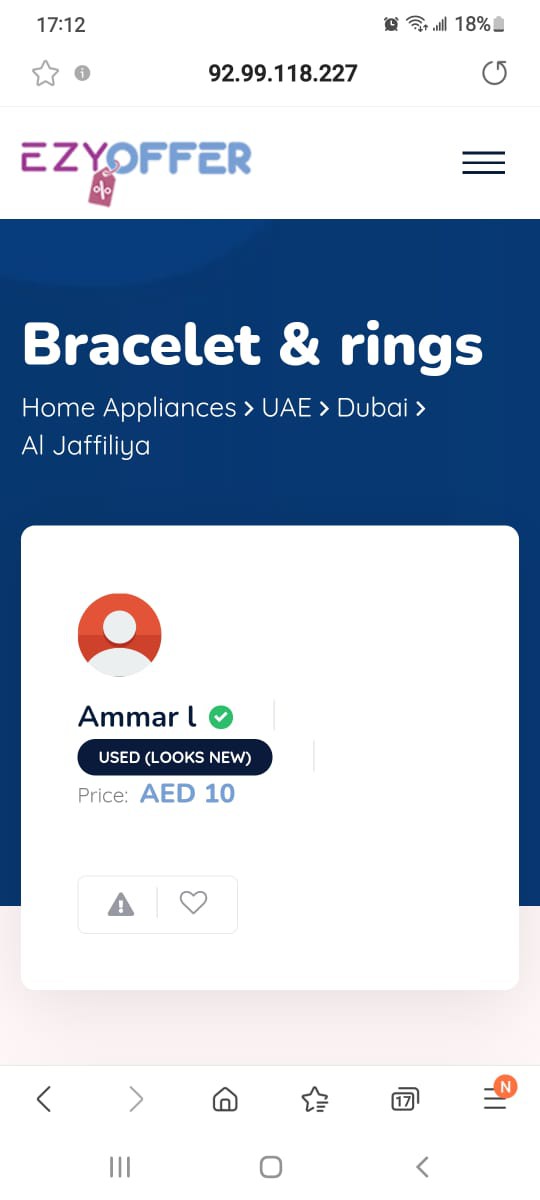 17:12
18%
92.99.118.227
EZYOFFER
%
Bracelet & rings
Home Appliances > UAE > Dubai >
Al Jaffiliya
Ammar l
USED (LOOKS NEW)
Price: AED 10
17
N